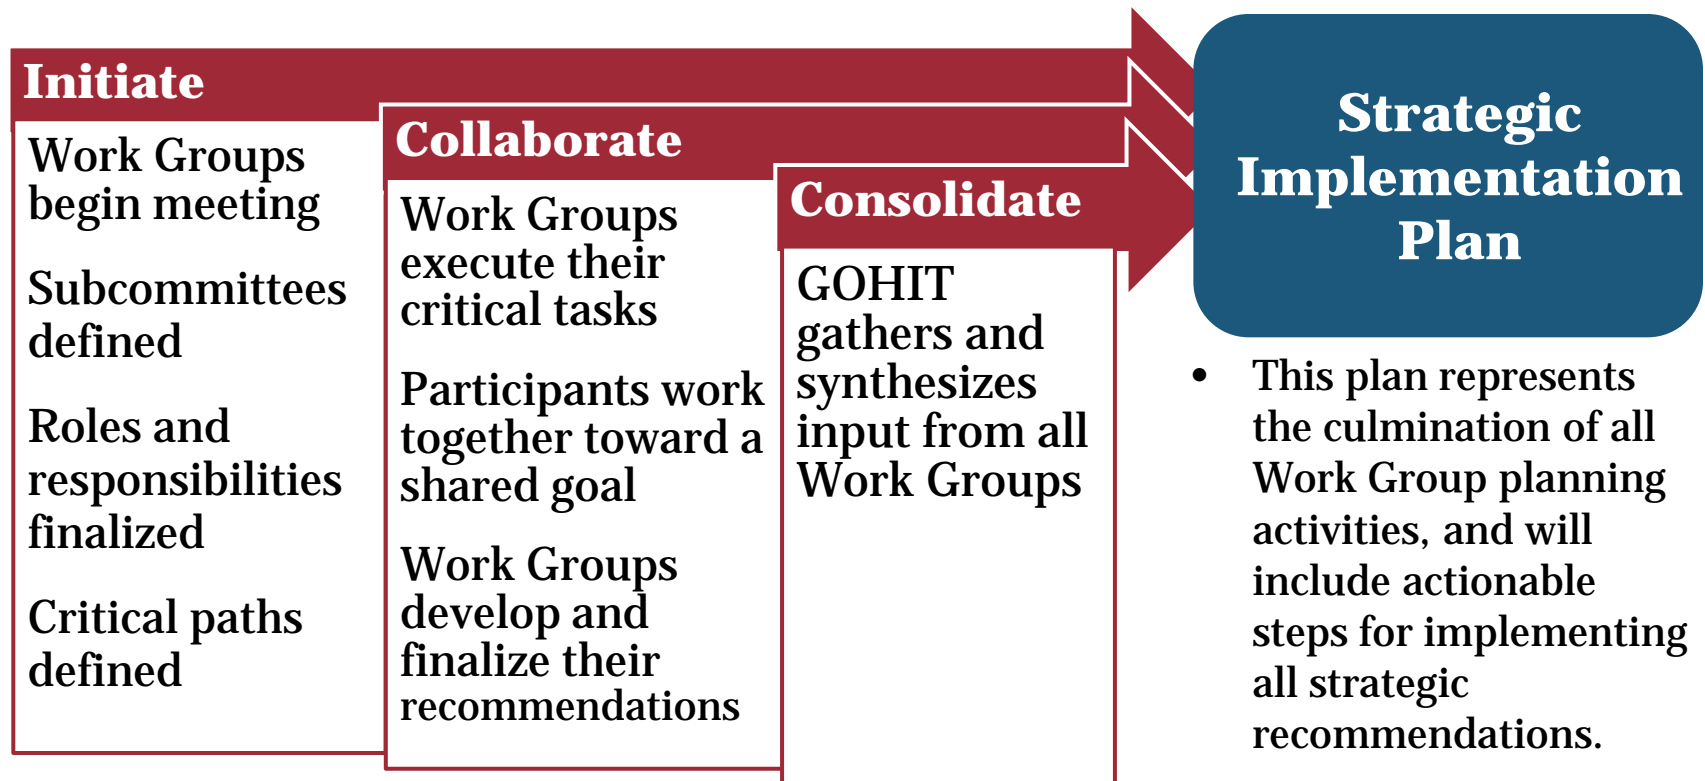 Initiate
Work Groups
begin meeting
Subcommittees
defined
Roles and
responsibilities
finalized
Critical paths
defined
Collaborate
Work Groups
execute their
critical tasks
Participants work
together toward a
shared goal
Work Groups
develop and
finalize their
recommendations
Consolidate
GOHIT
gathers and
synthesizes
input from all
Work Groups
Strategic
Implementation
Plan
• This plan represents
the culmination of all
Work Group planning
activities, and will
include actionable
steps for implementing
all strategic
recommendations.